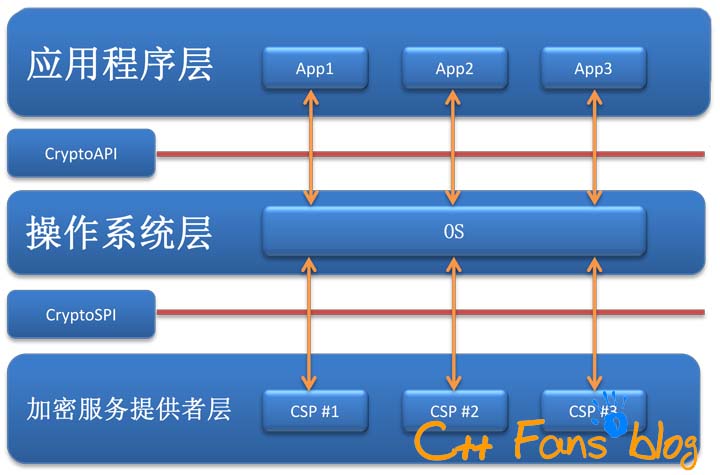 应用程序层
App1
App2
App3
CryptoAPI
操作系统层
OS
CryptoSPI
加密服务提供者层
CSP #1
CSP #2
CSP #3
C++ Fans blog